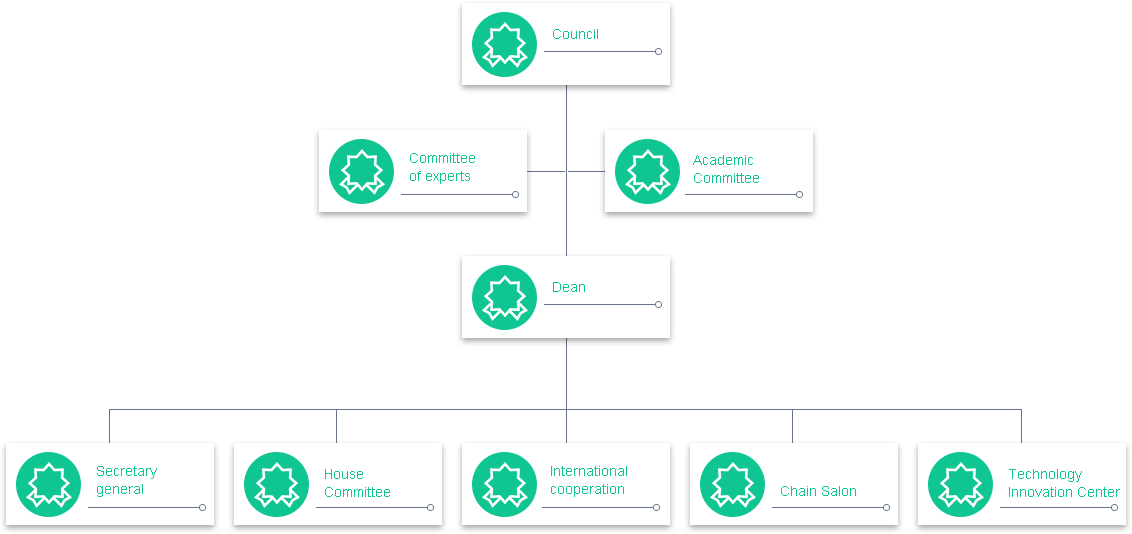 Council
Committee
of experts
Academic
Committee
Dean
Secretary
general
House
Committee
International
cooperation
Chain Salon
Technology
Innovation Center